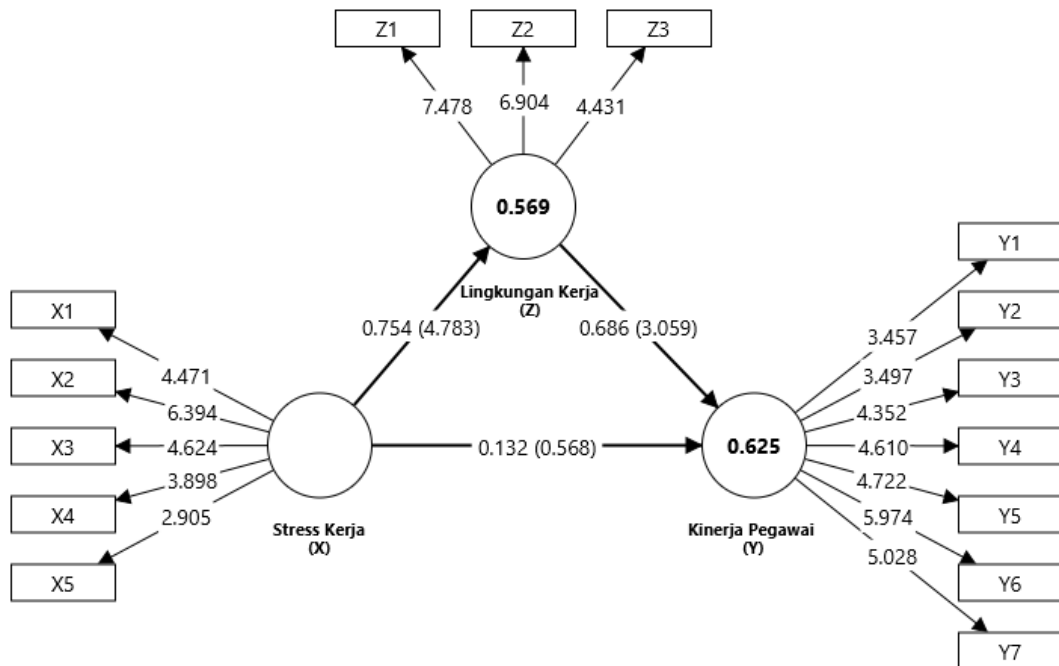 Z1 Z2 Z3
7.478 6.904 4.431
0.569
Lingkungan Kerja
(Z)
0.754 (4.783)
0.686 (3.059)
X1
X2
X3
X4
X5
4.471
6.394
4.624
3.898
2.905
Stress Kerja
(X)
0.132 (0.568)
0.625
Kinerja Pegawai
(Y)
3.457
3.497
4.352
4.610
4.722
5.974
5.028
Y1
Y2
Y3
Y4
Y5
Y6
Y7